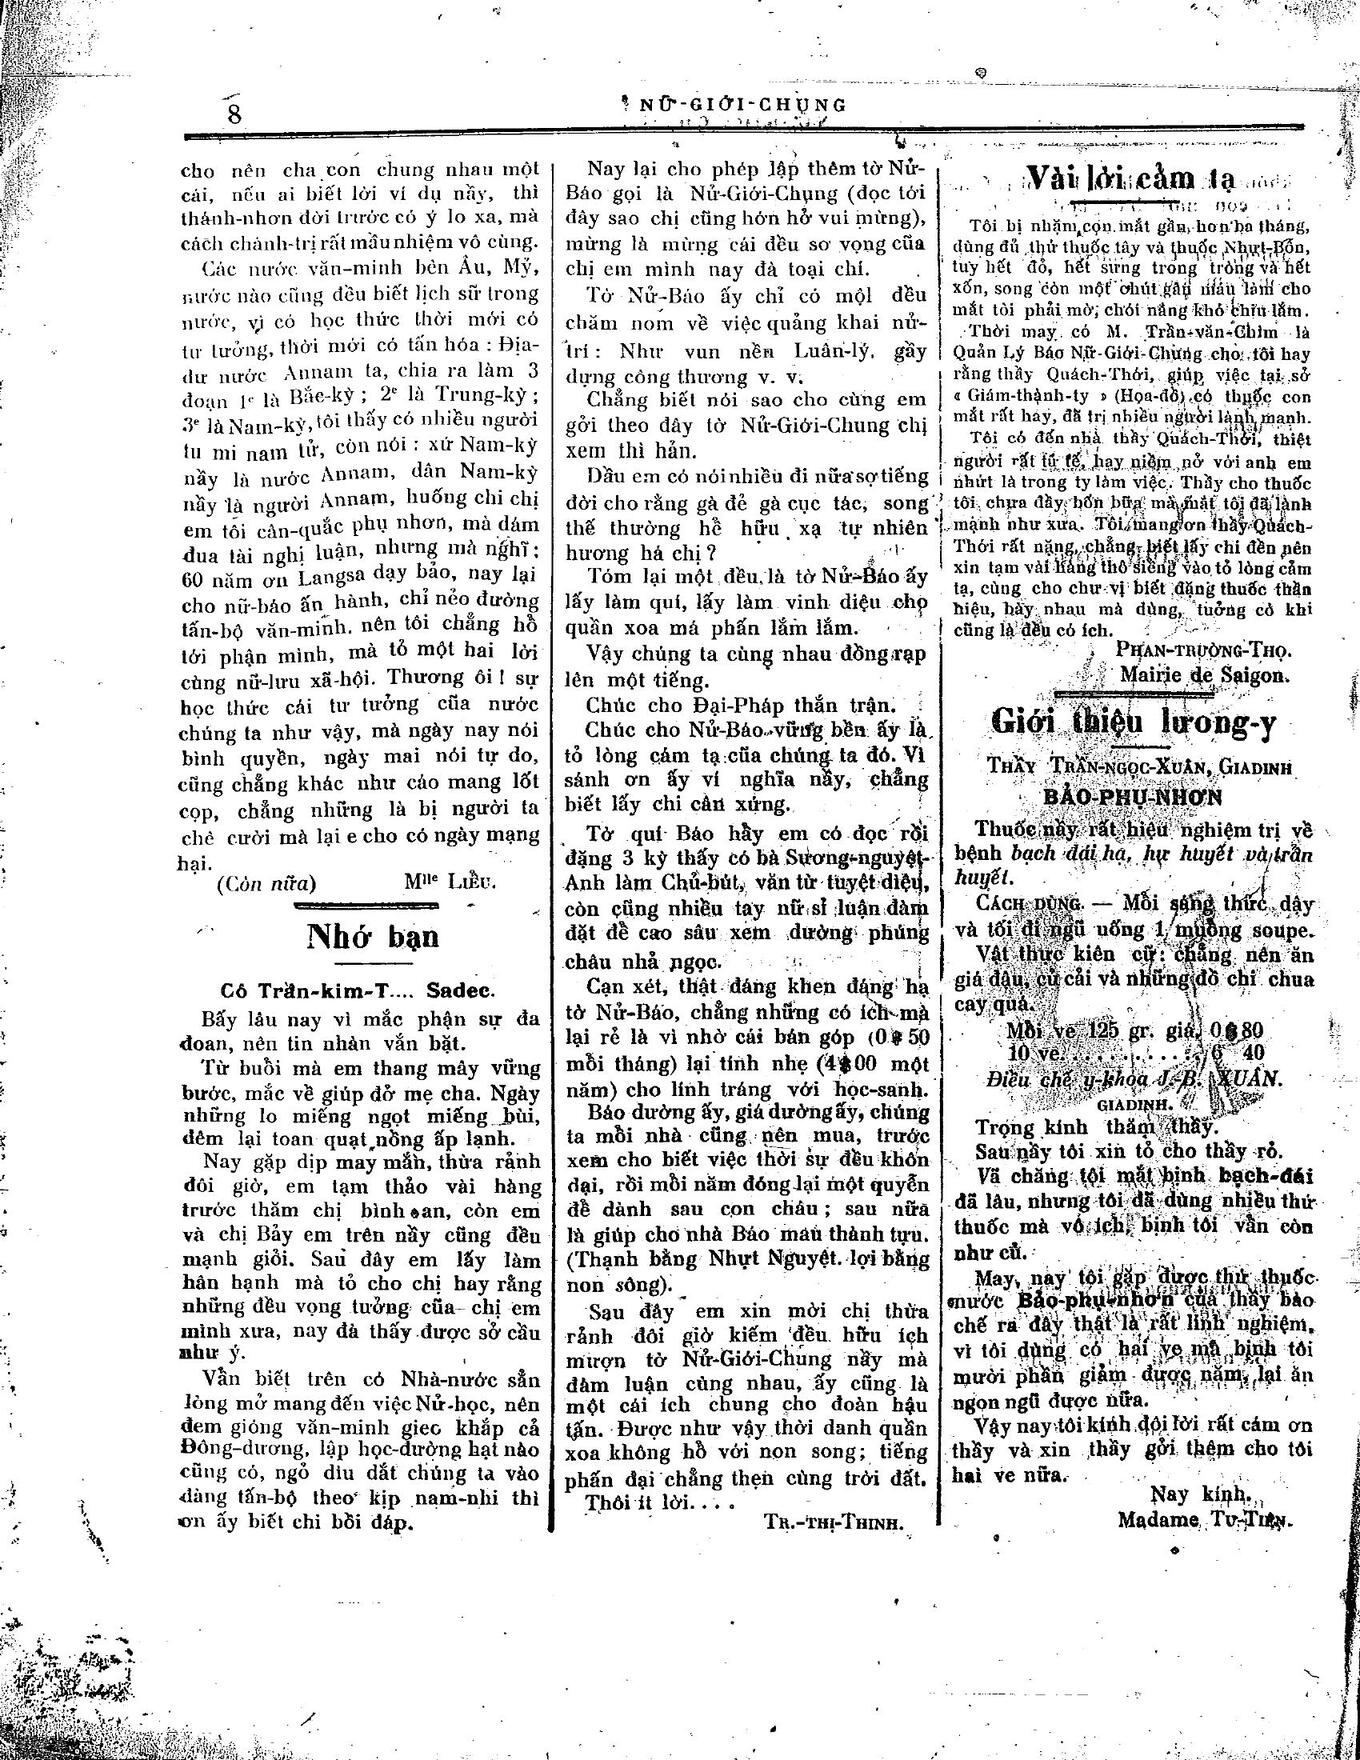 8
NỮ-GIỚI-CHUNG
cho nên cha con chung nhau một
cái, nếu ai biết lời ví dụ nầy, thì
thánh-nhơn đời trước có ý lo xa, mà
cách chánh-trị rất mầu nhiệm vô cùng.
Các nước văn-minh bên Âu, Mỹ,
nước nào cũng đều biết lịch sử trong
nước, vì có học thức thời mới có
tư tưởng, thời mới có tấn hóa : Địa-
dư nước Annam ta, chia ra làm 3
đoạn 1e là Bắc-kỳ ; 2e là Trung-kỳ ;
3e là Nam-kỳ, tôi thấy có nhiều người
tu mi nam tử, còn nói : xứ Nam-kỳ
nầy là nước Annam, dân Nam-kỳ
nầy là người Annam, huống chi chị
em tôi cân-quắc phụ nhơn, mà dám
đua tài nghị luận, nhưng mà nghĩ :
60 năm ơn Langsa dạy bảo, nay lại
cho nữ-báo ấn hành, chỉ nẻo đường
tấn-bộ văn-minh. nên tôi chẳng hổ
tới phận mình, mà tỏ một hai lời
cùng nữ-lưu xã-hội. Thương ôi ! sự
học thức cái tư tưởng của nước
chúng ta như vậy, mà ngày nay nói
bình quyền, ngày mai nói tự do,
cũng chẳng khác như cáo mang lốt
cọp, chẳng những là bị người ta
chê cười mà lại e cho có ngày mạng
hại.
(Còn nữa) Mlle LIỄU.
Nhớ bạn
Cô Trần-kim-T.... Sadec.
Bấy lâu nay vì mắc phận sự đa
đoan, nên tin nhàn vắn bặt.
Từ buổi mà em thang mây vững
bước, mắc về giúp đở mẹ cha. Ngày
những lo miếng ngọt miếng bùi,
đêm lại toan quạt nồng ấp lạnh.
Nay gặp dịp may mắn, thừa rảnh
đôi giờ, em tạm thảo vài hàng
trước thăm chị bình an, còn em
và chị Bảy em trên nầy cũng đều
mạnh giỏi. Sau đây em lấy làm
hân hạnh mà tỏ cho chị hay rằng
những đều vọng tưởng của chị em
mình xưa, nay đà thấy được sở cầu
như ý.
Vẫn biết trên có Nhà-nước sẵn
lòng mở mang đến việc Nử-học, nên
đem giống văn-minh gieo khắp cả
Đông-dương, lập học-đường hạt nào
cũng có, ngỏ dìu dắt chúng ta vào
đàng tấn-bộ theo kịp nam-nhi thì
ơn ấy biết chi bồi đáp.
Nay lại cho phép lập thêm tờ Nử-
Báo gọi là Nử-Giới-Chung (đọc tới
đây sao chị cũng hớn hở vui mừng),
mừng là mừng cái đều sơ vọng của
chị em mình nay đà toại chí.
Tờ Nử-Báo ấy chỉ có một đều
chăm nom về việc quảng khai nử-
trí : Như vun nền Luân-lý, gầy
dựng công thương v. v.
Chẳng biết nói sao cho cùng em
gởi theo đây tờ Nử-Giới-Chung chị
xem thì hản.
Dầu em có nói nhiều đi nữa sợ tiếng
đời cho rằng gà đẻ gà cục tác, song
thế thường hễ hữu xạ tự nhiên
hương há chị ?
Tóm lại một đều, là tờ Nử-Báo ấy
lấy làm quí, lấy làm vinh diệu cho
quần xoa má phấn lắm lắm.
Vậy chúng ta cùng nhau đồng rạp
lên một tiếng.
Chúc cho Đại-Pháp thắn trận.
Chúc cho Nử-Báo vững bền ấy là
tỏ lòng cám tạ của chúng ta đó. Vì
sánh ơn ấy ví nghĩa nầy, chẳng
biết lấy chi cân xứng.
Tờ quí Báo hầy em có đọc rồi
đặng 3 kỳ thấy có bà Sương-nguyệt-
Anh làm Chủ-bút, văn từ tuyệt diệu,
còn cũng nhiều tay nữ sỉ luận đàm
đặt để cao sâu xem dường phúng
châu nhả ngọc.
Cạn xét, thật đáng khen đáng hạ
tờ Nử-Báo, chẳng những có ích mà
lại rẻ là vì nhờ cái bán góp (0$50
mỗi tháng) lại tính nhẹ (4$00 một
năm) cho lính tráng với học-sanh.
Báo dường ấy, giá dường ấy, chúng
ta mỗi nhà cũng nên mua, trước
xem cho biết việc thời sự đều khôn
dại, rồi mỗi năm đóng lại một quyển
để dành sau con cháu ; sau nữa
là giúp cho nhà Báo mau thành tựu.
(Thạnh bằng Nhựt Nguyệt. lợi bằng
non sông).
Sau đây em xin mời chị thừa
rảnh đôi giờ kiếm đều hữu ích
mượn tờ Nử-Giới-Chung nầy mà
đàm luận cùng nhau, ấy cũng là
một cái ích chung cho đoàn hậu
tấn. Được như vậy thời danh quần
xoa không hổ với non song; tiếng
phấn đại chẳng thẹn cùng trời đất.
Thôi ít lời....
TR.-THỊ-THINH.
Vài lời cảm tạ
Tôi bị nhặm con mắt gần hơn ba tháng,
dùng đủ thử thuốc tây và thuốc Nhựt-Bổn,
tuy hết đỏ, hết sưng trong tròng và hết
xốn, song còn một chút gân máu làm cho
mắt tòi phải mờ, chói nắng khó chịu lắm.
Thời may có M. Trần-văn-Chim là
Quản Lý Báo Nữ-Giới-Chung cho tôi hay
rằng thầy Quách-Thới, giúp việc tại sở
« Giám-thành-ty » (Họa-đồ) có thuốc con
mắt rất hay, đã trị nhiều người lành mạnh.
Tôi có đến nhà thầy Quách-Thới, thiệt
người rất tử tế, hay niềm nở với anh em
nhứt là trong ty làm việc. Thầy cho thuốc
tôi, chưa đầy bốn bữa mà mắt tôi đã lành
mạnh như xưa. Tôi mang ơn thầy Quách-
Thới rất nặng, chẳng biết lấy chi đền nên
xin tạm vài hàng thô siêng vào tỏ lòng cảm
tạ, cùng cho chư vị biết đặng thuốc thần
hiệu, hãy nhau mà dùng, tuởng có khi
cũng là đều có ích.
PHAN-TRƯỜNG-THỌ.
Mairie de Saigon.
Giới thiệu lương-y
THẦY TRẦN-NGỌC-XUÂN, GIADINH
BẢO-PHỤ-NHƠN
Thuốc nầy rất hiệu nghiệm trị về
bệnh bạch đái hạ, hư huyết và trần
huyết.
CÁCH DÙNG. — Mỗi sáng thức dậy
và tối đi ngũ uống 1 muỗng soupe.
Vật thực kiên cữ : chẳng nên ăn
giá đậu, củ cải và những đồ chi chua
cay quá.
Mỗi ve 125 gr. giá 0$80
10 ve........... 6 40
Điều chế y-khoa J.-B. XUÂN.
GIADINH.
Trọng kính thăm thầy.
Sau nầy tôi xin tỏ cho thầy rỏ.
Vã chăng tôi mắt bịnh bạch-đái
đã lâu, nhưng tôi đã dùng nhiều thứ
thuốc mà vô ích, bịnh tôi vẫn còn
như cũ.
May, nay tôi gặp được thứ thuốc
nước Bảo-phụ-nhơn của thầy bào
chế ra đây thật là rất linh nghiệm,
vì tôi dùng có hai ve mà bịnh tôi
mười phần giảm được năm, lại ăn
ngon ngũ được nữa.
Vậy nay tôi kính đôi lời rất cám ơn
thầy và xin thầy gởi thêm cho tôi
hai ve nữa.
Nay kính.
Madame TƯ-TIÊN.